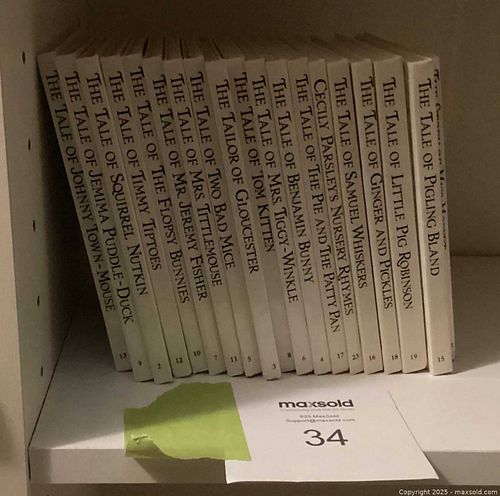 THE TALE OF JOHNNY TOWN-MOUSE 13
THE TALE OF JEMIMA PUDDLE-DUCK 9
THE TALE OF SQUIRREL NUTKIN 2
THE TALE OF TIMMY TIPTOES 12
THE TALE OF THE FLOPSY BUNNIES 10
THE TALE OF MR. JEREMY FISHER 7
THE TALE OF MRS. TITTLEMOUSE 11
THE TALE OF TWO BAD MICE 5
THE TAILOR OF GLOUCESTER 3
THE TALE OF TOM KITTEN 8
THE TALE OF MRS. TIGGY-WINKLE 6
THE TALE OF BENJAMIN BUNNY 4
THE TALE OF THE PIE AND THE PATTY PAN 17
CECILY PARSLEY'S NURSERY RHYMES 23
THE TALE OF SAMUEL WHISKERS 16
THE TALE OF GINGER AND PICKLES 18
THE TALE OF LITTLE PIG ROBINSON 19
THE TALE OF PIGLING BLAND 15
maxsold
Support@maxsold.com
34
Copyright 2025 - maxsold.com